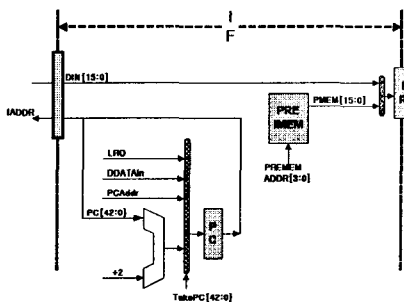 F
DIN[15:0]
IADDR
PRE
IMEM
PMEM[15:0]
I
R
PREMEM
ADDR[3:0]
LR0
DDATAIn
PCAddr
PC[42:0]
P
C
+2
TakePC[42:0]